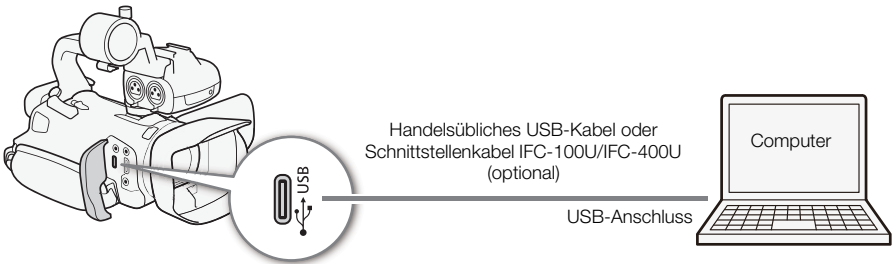 Handelsübliches USB-Kabel oder
Schnittstellenkabel IFC-100U/IFC-400U
(optional)
Computer
USB
USB-Anschluss